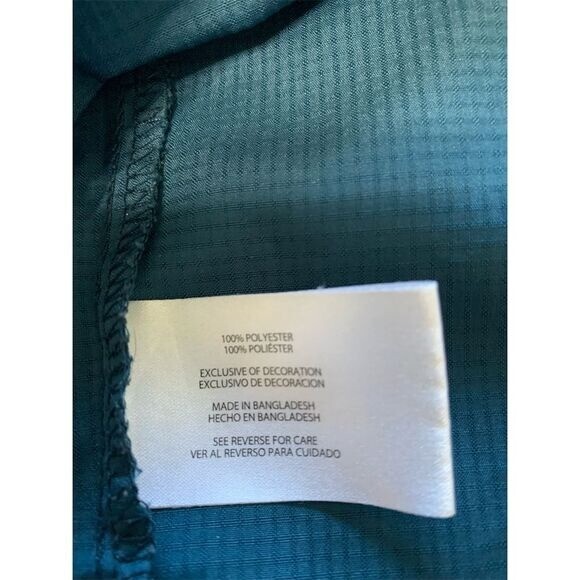 100% POLYESTER
100% POLIÉSTER
EXCLUSIVE OF DECORATION
EXCLUSIVO DE DECORACION
MADE IN BANGLADESH
HECHO EN BANGLADESH
SEE REVERSE FOR CARE
VER AL REVERSO PARA CUIDADO